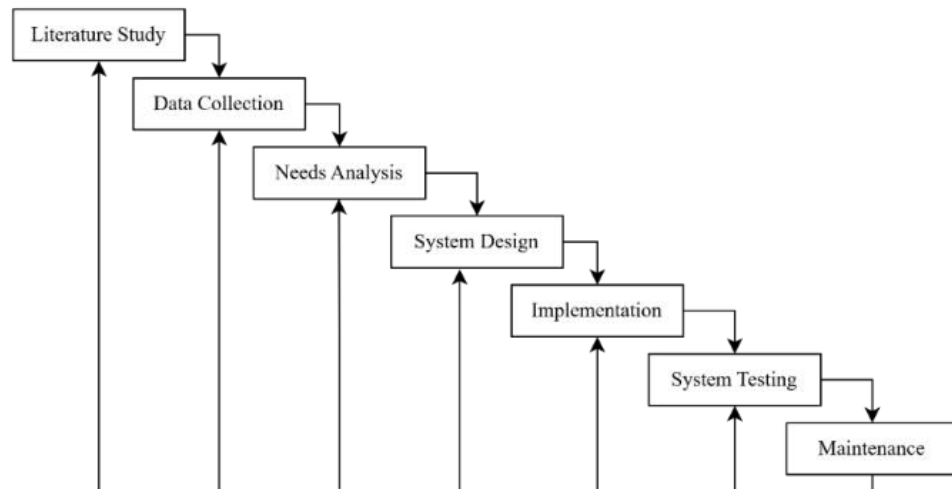 Literature Study
Data Collection
Needs Analysis
System Design
Implementation
System Testing
Maintenance